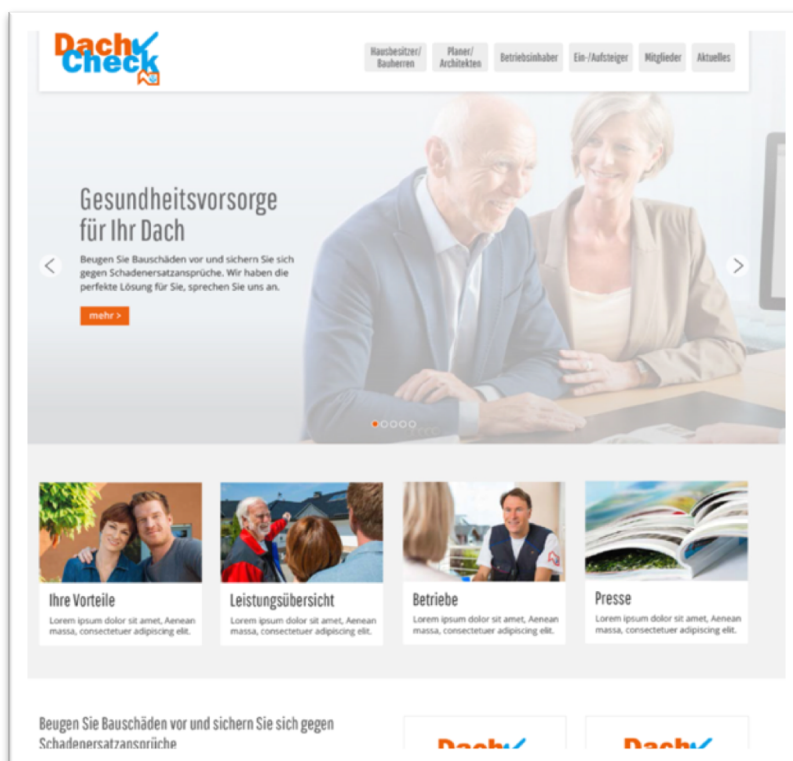 Dach
Check
Hausbesitzer/
Bauherren
Planer/
Architekten
Betriebsinhaber
Ein-/Aufsteiger
Mitglieder
Aktuelles
Gesundheitsvorsorge
für Ihr Dach
Beugen Sie Bauschäden vor und sichern Sie sich
gegen Schadenersatzansprüche. Wir haben die
perfekte Lösung für Sie, sprechen Sie uns an.
mehr >
Ihre Vorteile
Lorem ipsum dolor sit amet, Aenean
massa, consectetuer adipiscing elit.
Leistungsübersicht
Lorem ipsum dolor sit amet, Aenean
massa, consectetuer adipiscing elit.
Betriebe
Lorem ipsum dolor sit amet, Aenean
massa, consectetuer adipiscing elit.
Presse
Lorem ipsum dolor sit amet, Aenean
massa, consectetuer adipiscing elit.
Beugen Sie Bauschäden vor und sichern Sie sich gegen
Schadenersatzansprüche
Dach
Dach